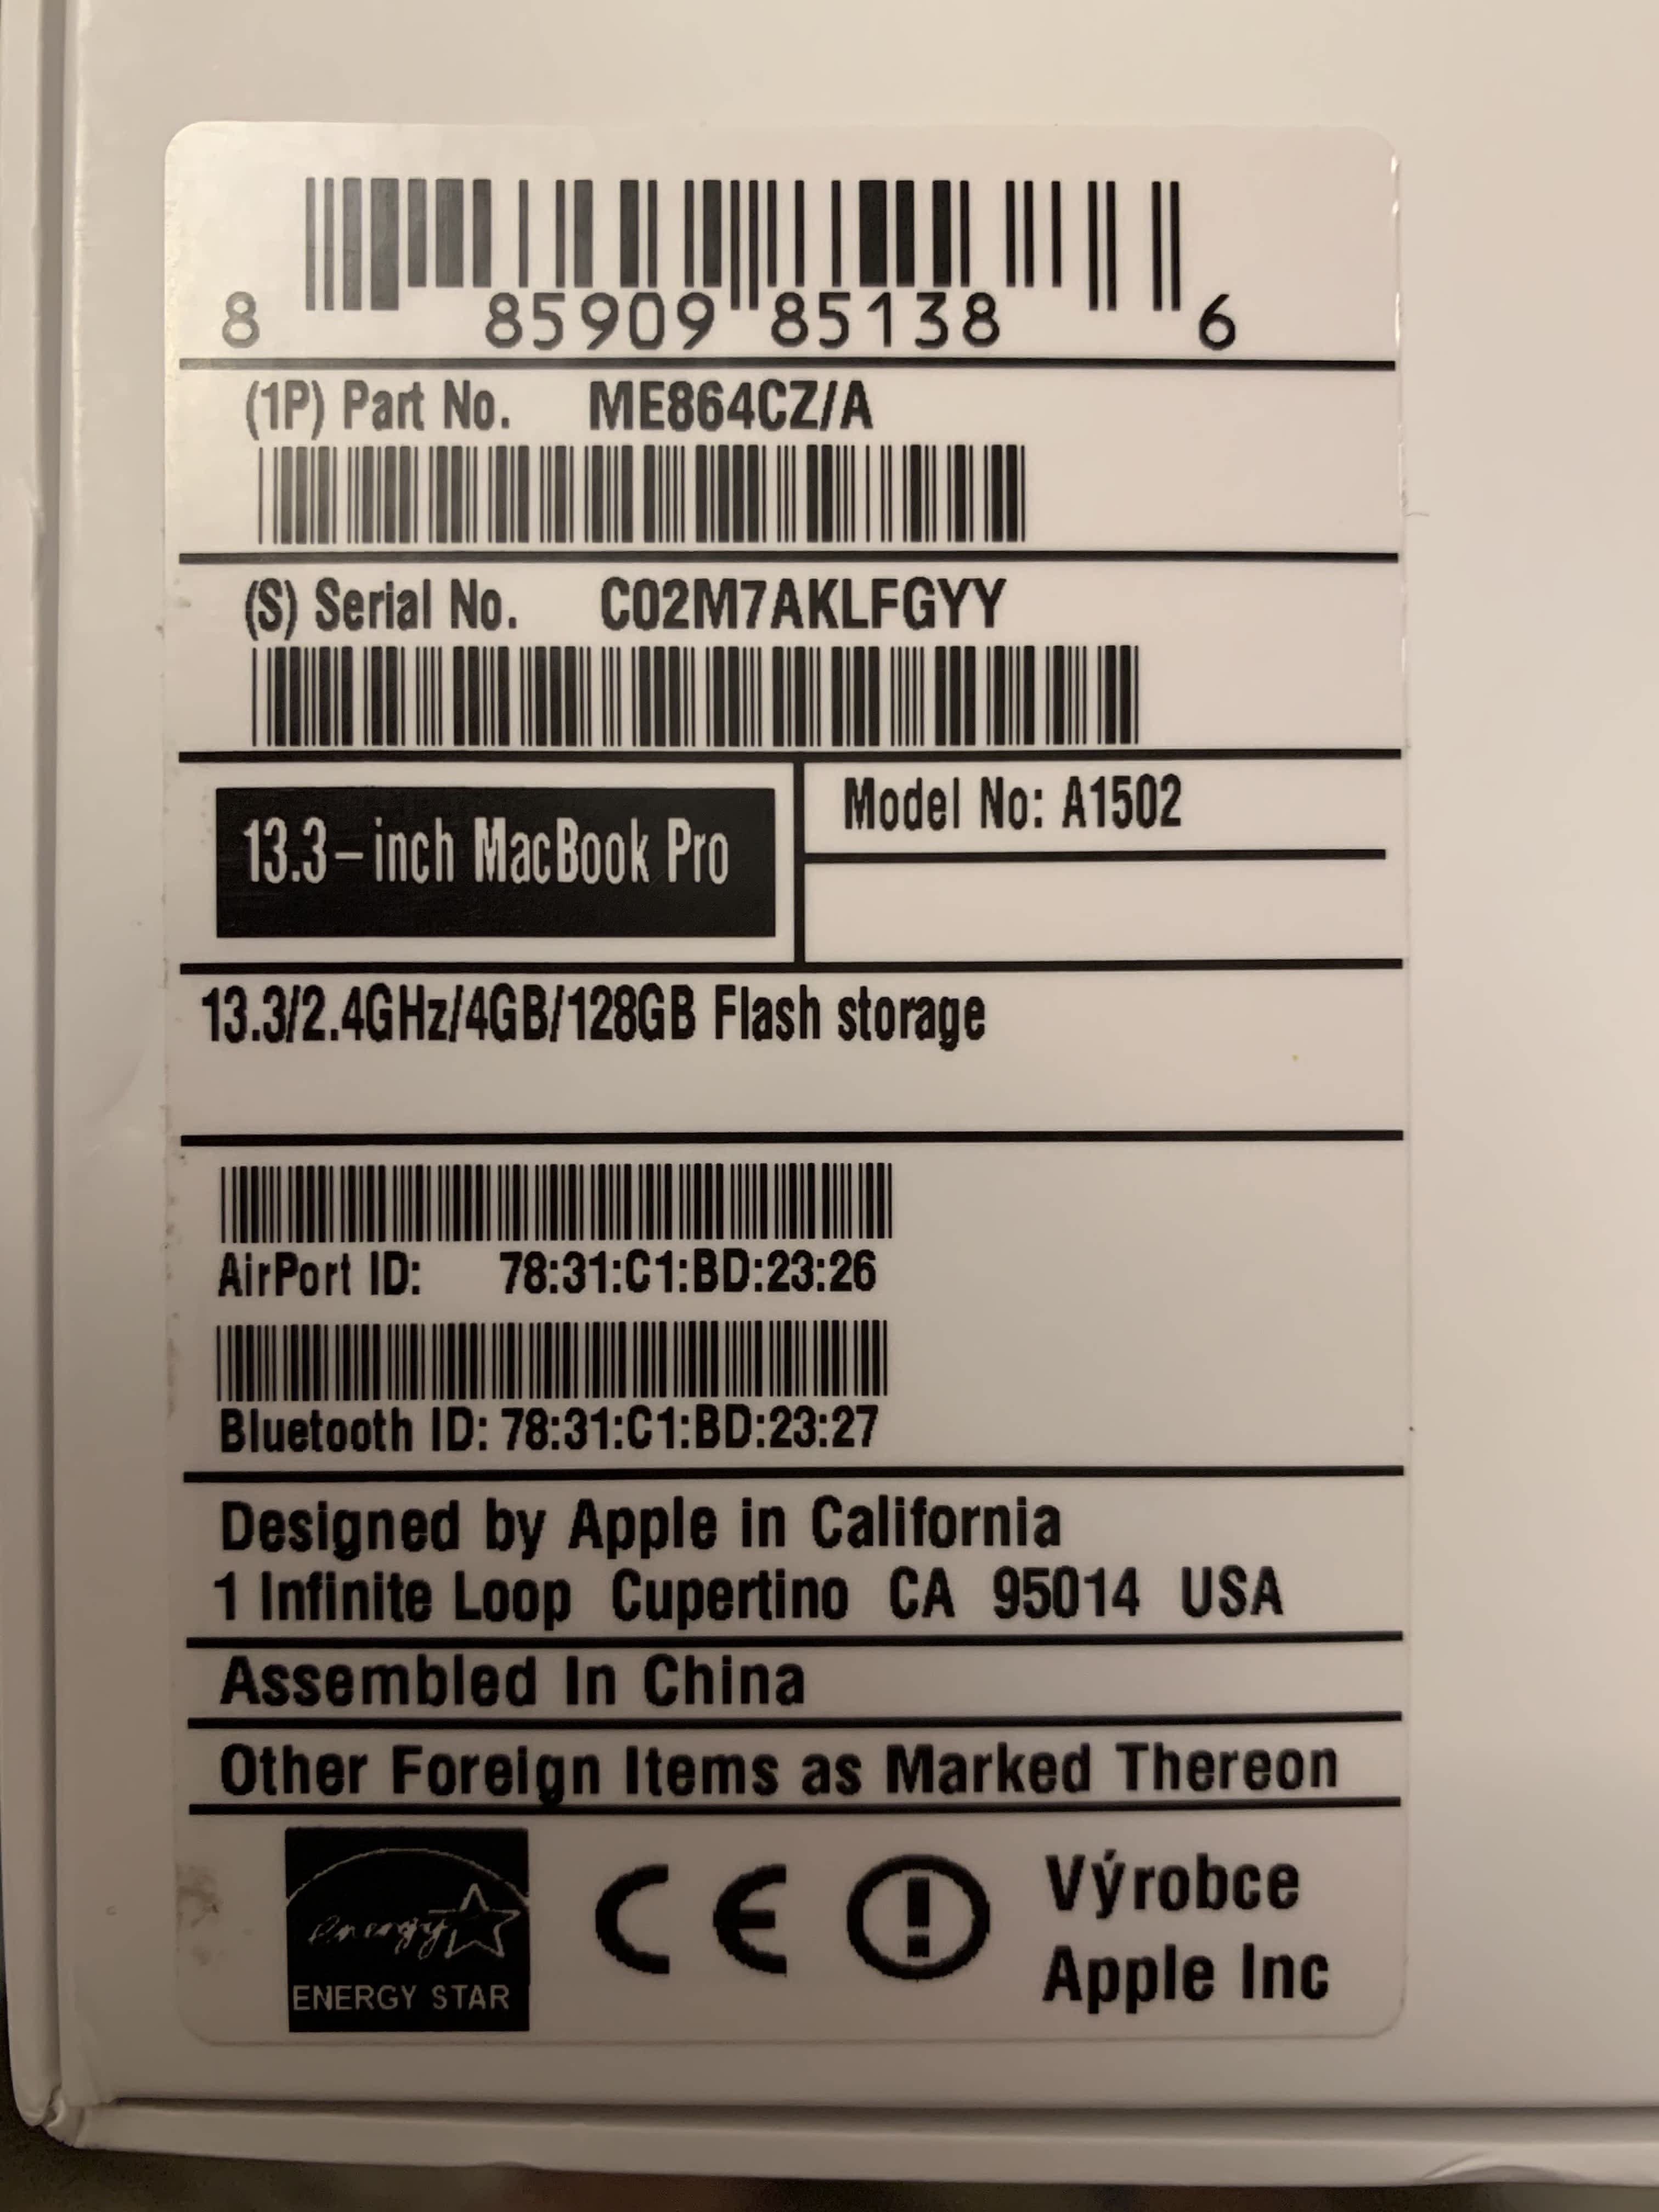 8 85909 85138 6
(1P) Part No. ME864CZ/A
(S) Serial No. C02M7AKLFGYY
13.3-inch MacBook Pro
Model No: A1502
13.3/2.4GHz/4GB/128GB Flash storage
AirPort ID: 78:31:C1:BD:23:26
Bluetooth ID: 78:31:C1:BD:23:27
Designed by Apple in California
1 Infinite Loop Cupertino CA 95014 USA
Assembled In China
Other Foreign Items as Marked Thereon
energy
ENERGY STAR
CE
Výrobce
Apple Inc